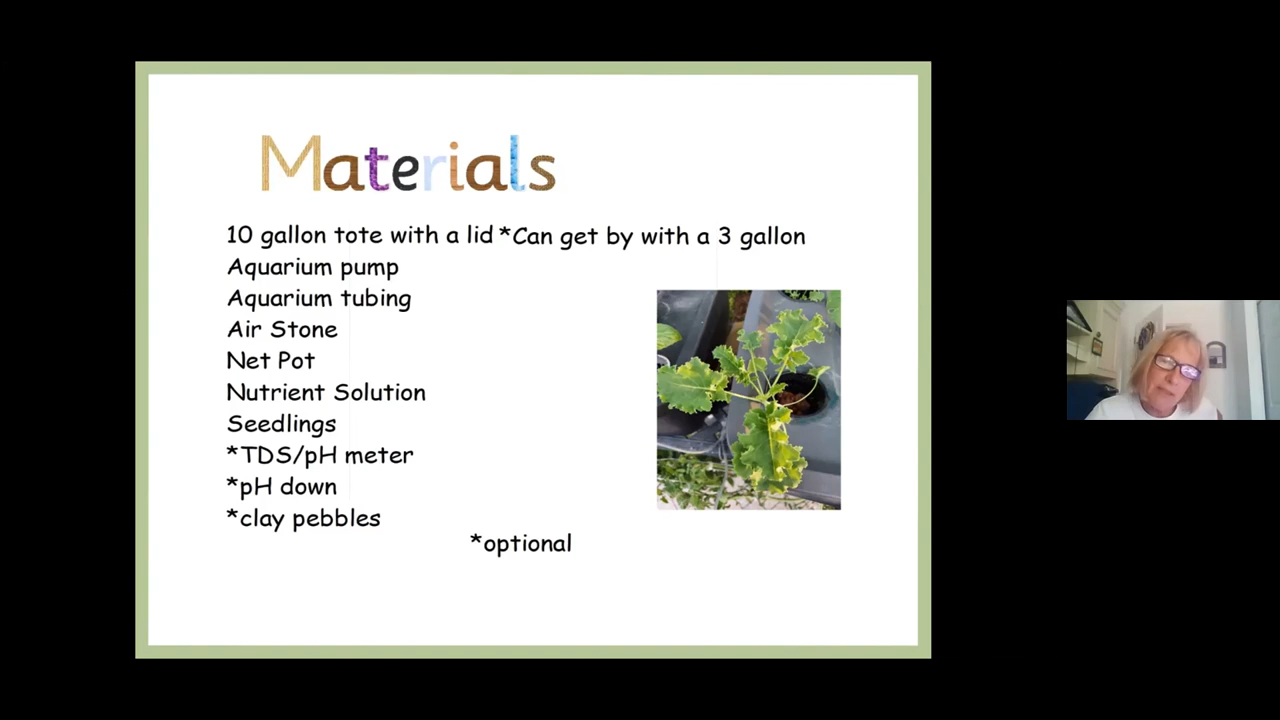 Materials
10 gallon tote with a lid *Can get by with a 3 gallon
Aquarium pump
Aquarium tubing
Air Stone
Net Pot
Nutrient Solution
Seedlings
*TDS/pH meter
*pH down
*clay pebbles
*optional